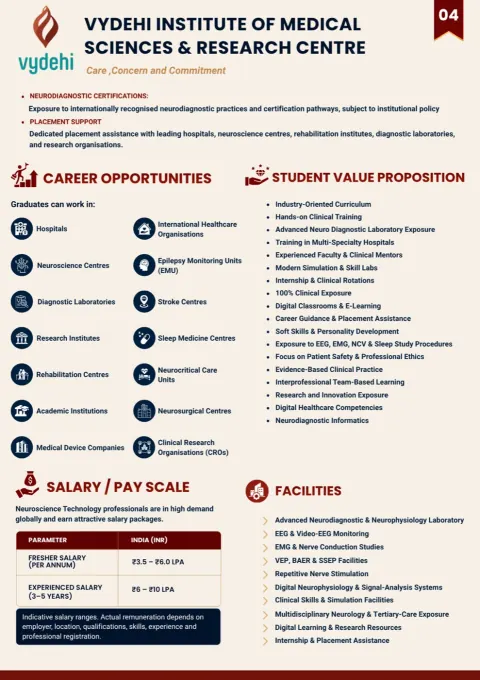 vydehi
VYDEHI INSTITUTE OF MEDICAL
SCIENCES & RESEARCH CENTRE
Care ,Concern and Commitment
04
NEURODIAGNOSTIC CERTIFICATIONS:
Exposure to internationally recognised neurodiagnostic practices and certification pathways, subject to institutional policy
PLACEMENT SUPPORT
Dedicated placement assistance with leading hospitals, neuroscience centres, rehabilitation institutes, diagnostic laboratories,
and research organisations.
CAREER OPPORTUNITIES
Graduates can work in:
Hospitals
International Healthcare
Organisations
Neuroscience Centres
Epilepsy Monitoring Units
(EMU)
Diagnostic Laboratories
Stroke Centres
Research Institutes
Sleep Medicine Centres
Rehabilitation Centres
Neurocritical Care
Units
Academic Institutions
Neurosurgical Centres
Medical Device Companies
Clinical Research
Organisations (CROs)
STUDENT VALUE PROPOSITION
Industry-Oriented Curriculum
Hands-on Clinical Training
Advanced Neuro Diagnostic Laboratory Exposure
Training in Multi-Specialty Hospitals
Experienced Faculty & Clinical Mentors
Modern Simulation & Skill Labs
Internship & Clinical Rotations
100% Clinical Exposure
Digital Classrooms & E-Learning
Career Guidance & Placement Assistance
Soft Skills & Personality Development
Exposure to EEG, EMG, NCV & Sleep Study Procedures
Focus on Patient Safety & Professional Ethics
Evidence-Based Clinical Practice
Interprofessional Team-Based Learning
Research and Innovation Exposure
Digital Healthcare Competencies
Neurodiagnostic Informatics
SALARY / PAY SCALE
Neuroscience Technology professionals are in high demand
globally and earn attractive salary packages.
PARAMETER
INDIA (INR)
FRESHER SALARY
(PER ANNUM)
₹3.5 – ₹6.0 LPA
EXPERIENCED SALARY
(3–5 YEARS)
₹6 – ₹10 LPA
Indicative salary ranges. Actual remuneration depends on
employer, location, qualifications, skills, experience and
professional registration.
FACILITIES
Advanced Neurodiagnostic & Neurophysiology Laboratory
EEG & Video-EEG Monitoring
EMG & Nerve Conduction Studies
VEP, BAER & SSEP Facilities
Repetitive Nerve Stimulation
Digital Neurophysiology & Signal-Analysis Systems
Clinical Skills & Simulation Facilities
Multidisciplinary Neurology & Tertiary-Care Exposure
Digital Learning & Research Resources
Internship & Placement Assistance